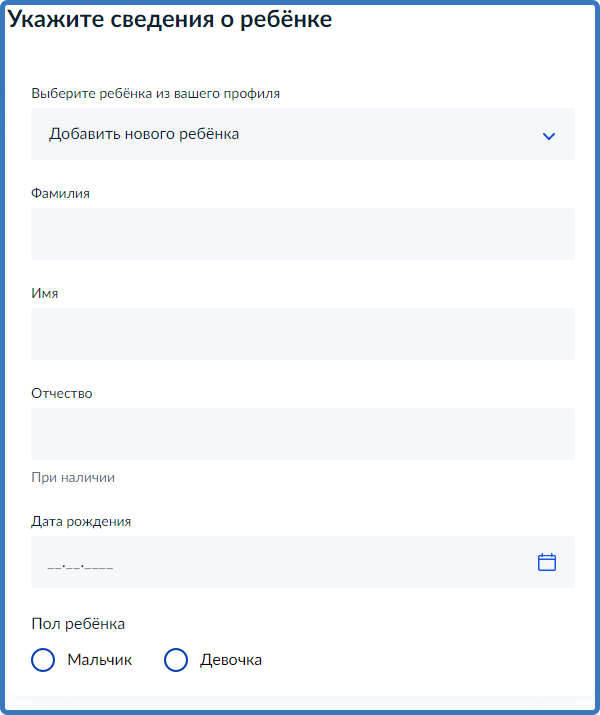 Укажите сведения о ребёнке
Выберите ребёнка из вашего профиля
Добавить нового ребёнка
Фамилия
Имя
Отчество
При наличии
Дата рождения
__.__.____
Пол ребёнка
Мальчик Девочка